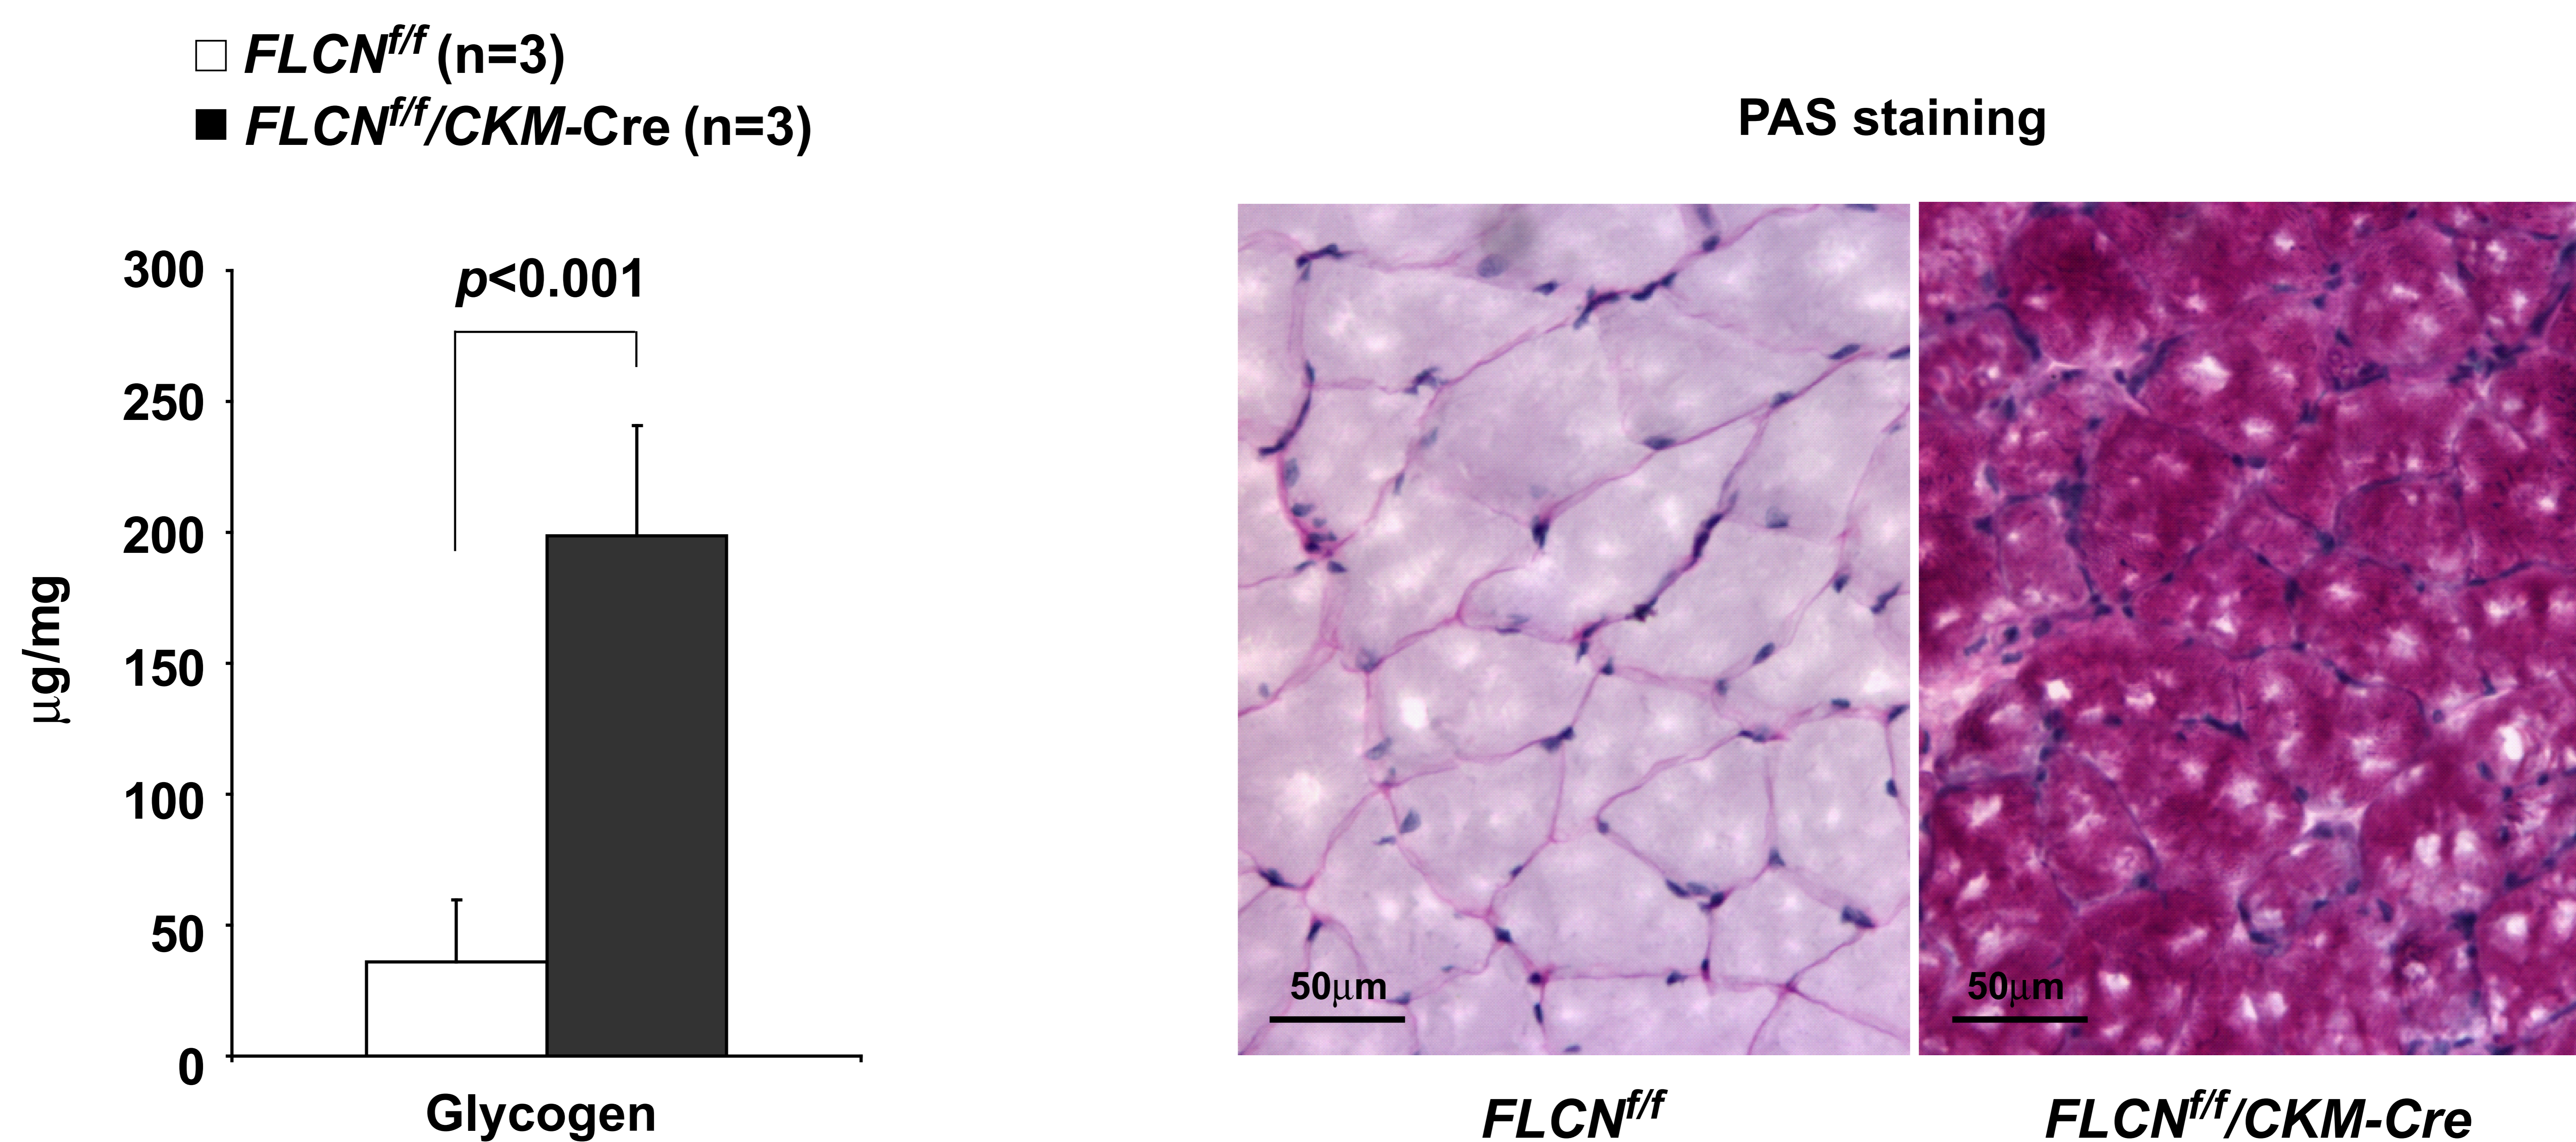 FLCNf/f (n=3)
FLCNf/f/CKM-Cre (n=3)
PAS staining
300
250
200
150
100
50
0
μg/mg
p<0.001
Glycogen
50μm
50μm
FLCNf/f
FLCNf/f/CKM-Cre